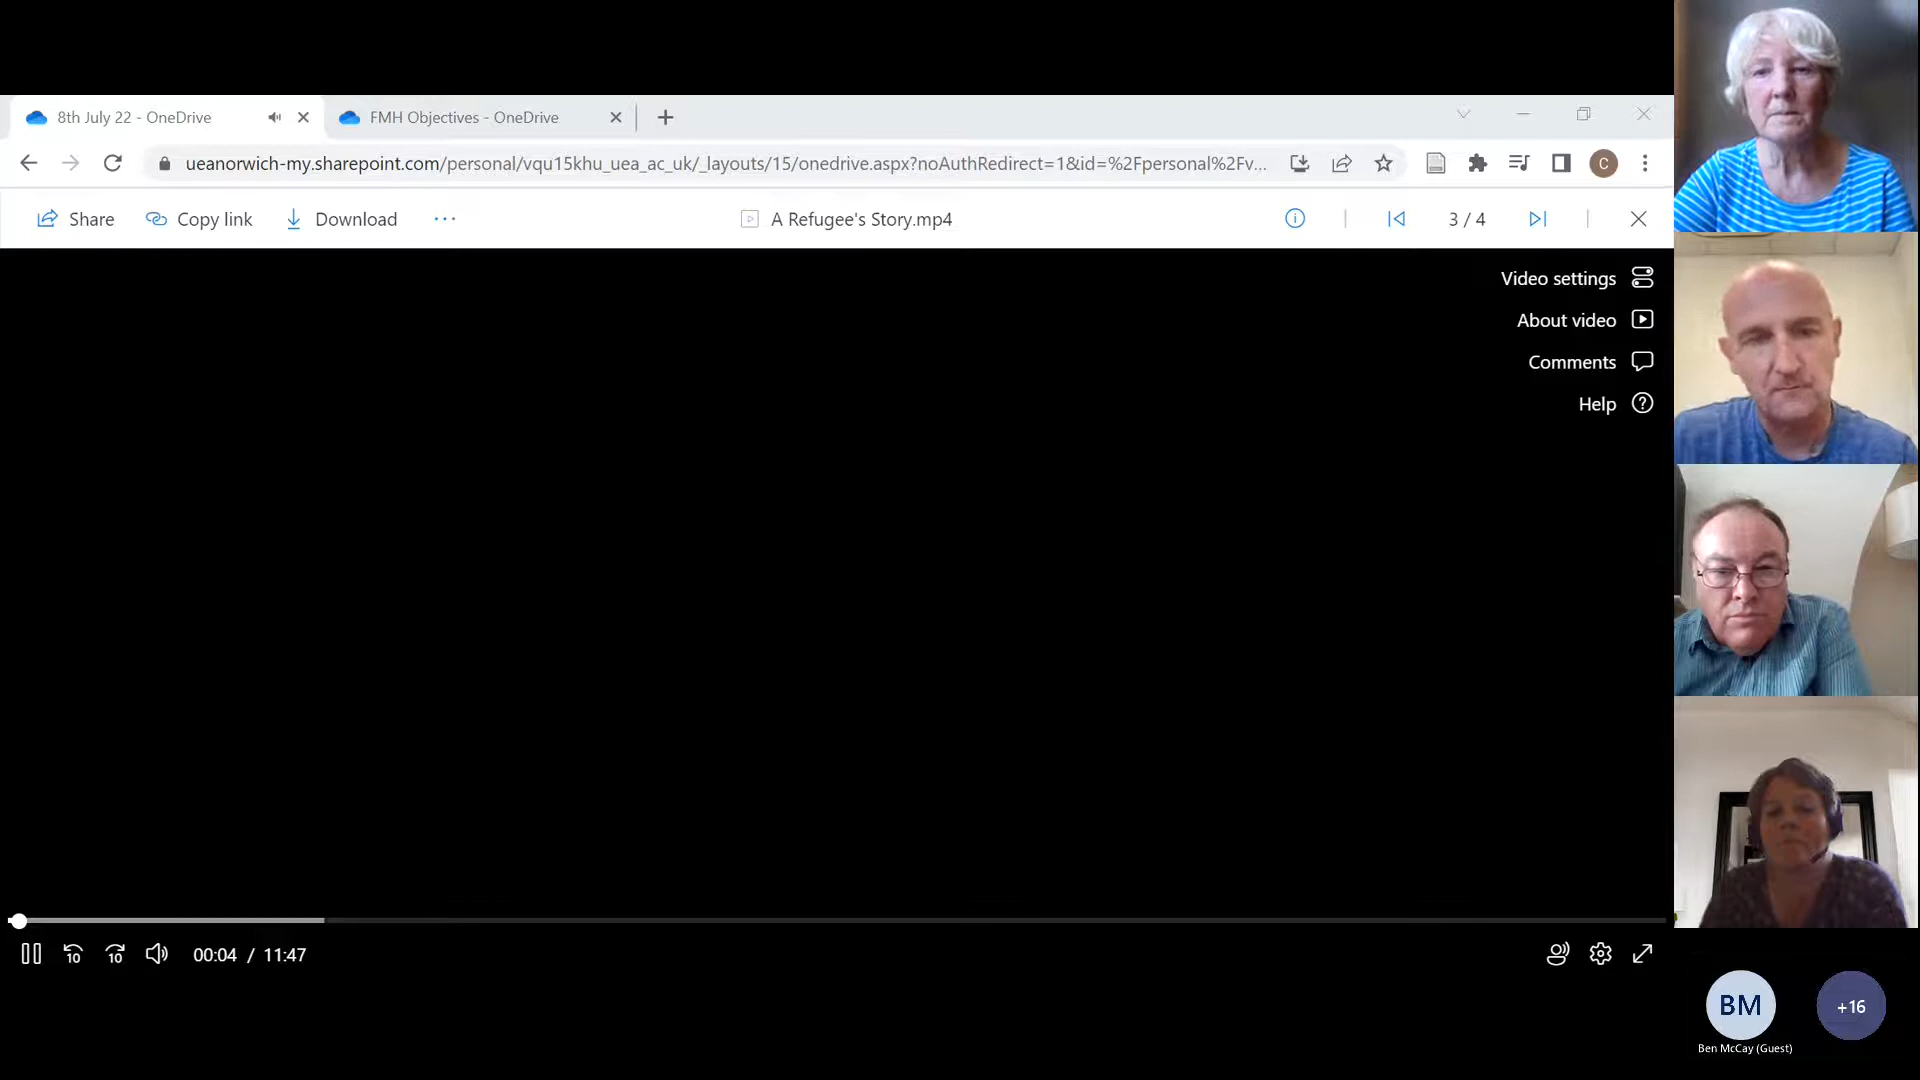 8th July 22 - OneDrive
FMH Objectives - OneDrive
ueanorwich-my.sharepoint.com/personal/vqu15khu_uea_ac_uk/_layouts/15/onedrive.aspx?noAuthRedirect=1&id=%2Fpersonal%2Fv...
C
Share
Copy link
Download
A Refugee's Story.mp4
3 / 4
Video settings
About video
Comments
Help
10
10
00:04 / 11:47
BM
+16
Ben McCay (Guest)